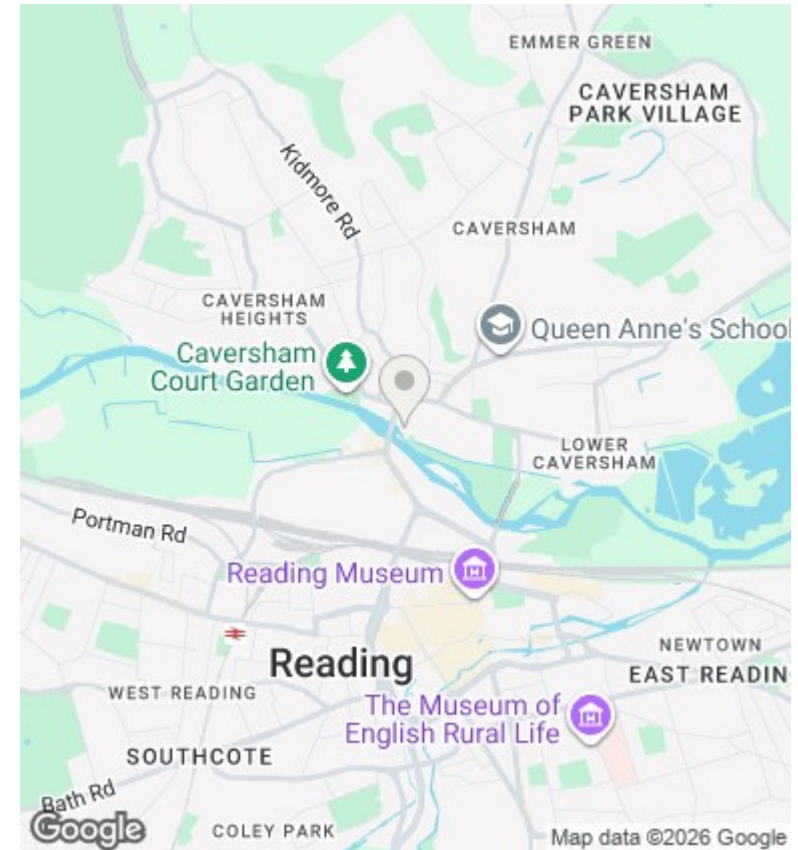 EMMER GREEN
CAVERSHAM
PARK VILLAGE
Kidmore Rd
CAVERSHAM
CAVERSHAM
HEIGHTS
Queen Anne's School
Caversham
Court Garden
LOWER
CAVERSHAM
Portman Rd
Reading Museum
Reading
NEWTOWN
EAST READIN
WEST READING
The Museum of
English Rural Life
SOUTHCOTE
Bath Rd
Google
COLEY PARK
Map data ©2026 Google